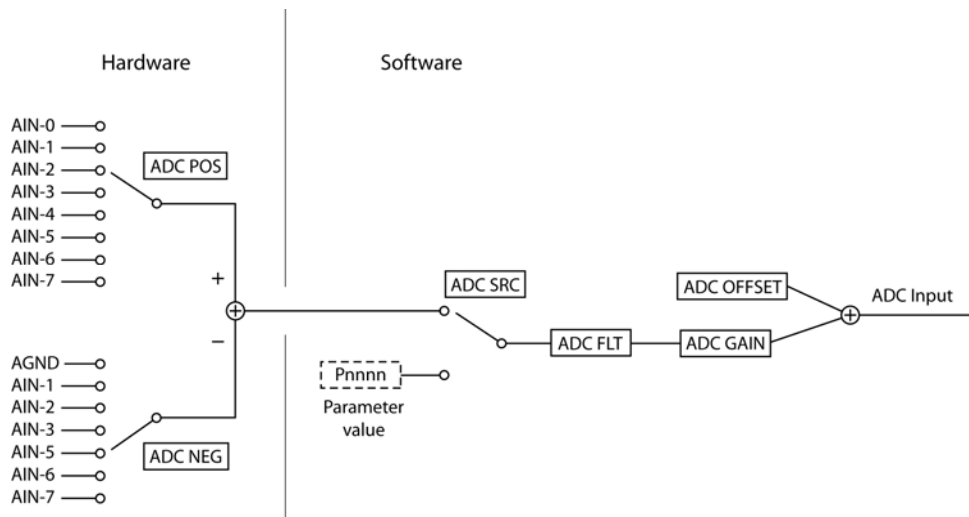 Hardware
Software
AIN-0
AIN-1
AIN-2
AIN-3
AIN-4
AIN-5
AIN-6
AIN-7
ADC POS
+
−
AGND
AIN-1
AIN-2
AIN-3
AIN-5
AIN-6
AIN-7
ADC NEG
ADC SRC
Pnnnn
Parameter
value
ADC FLT
ADC OFFSET
ADC GAIN
ADC Input